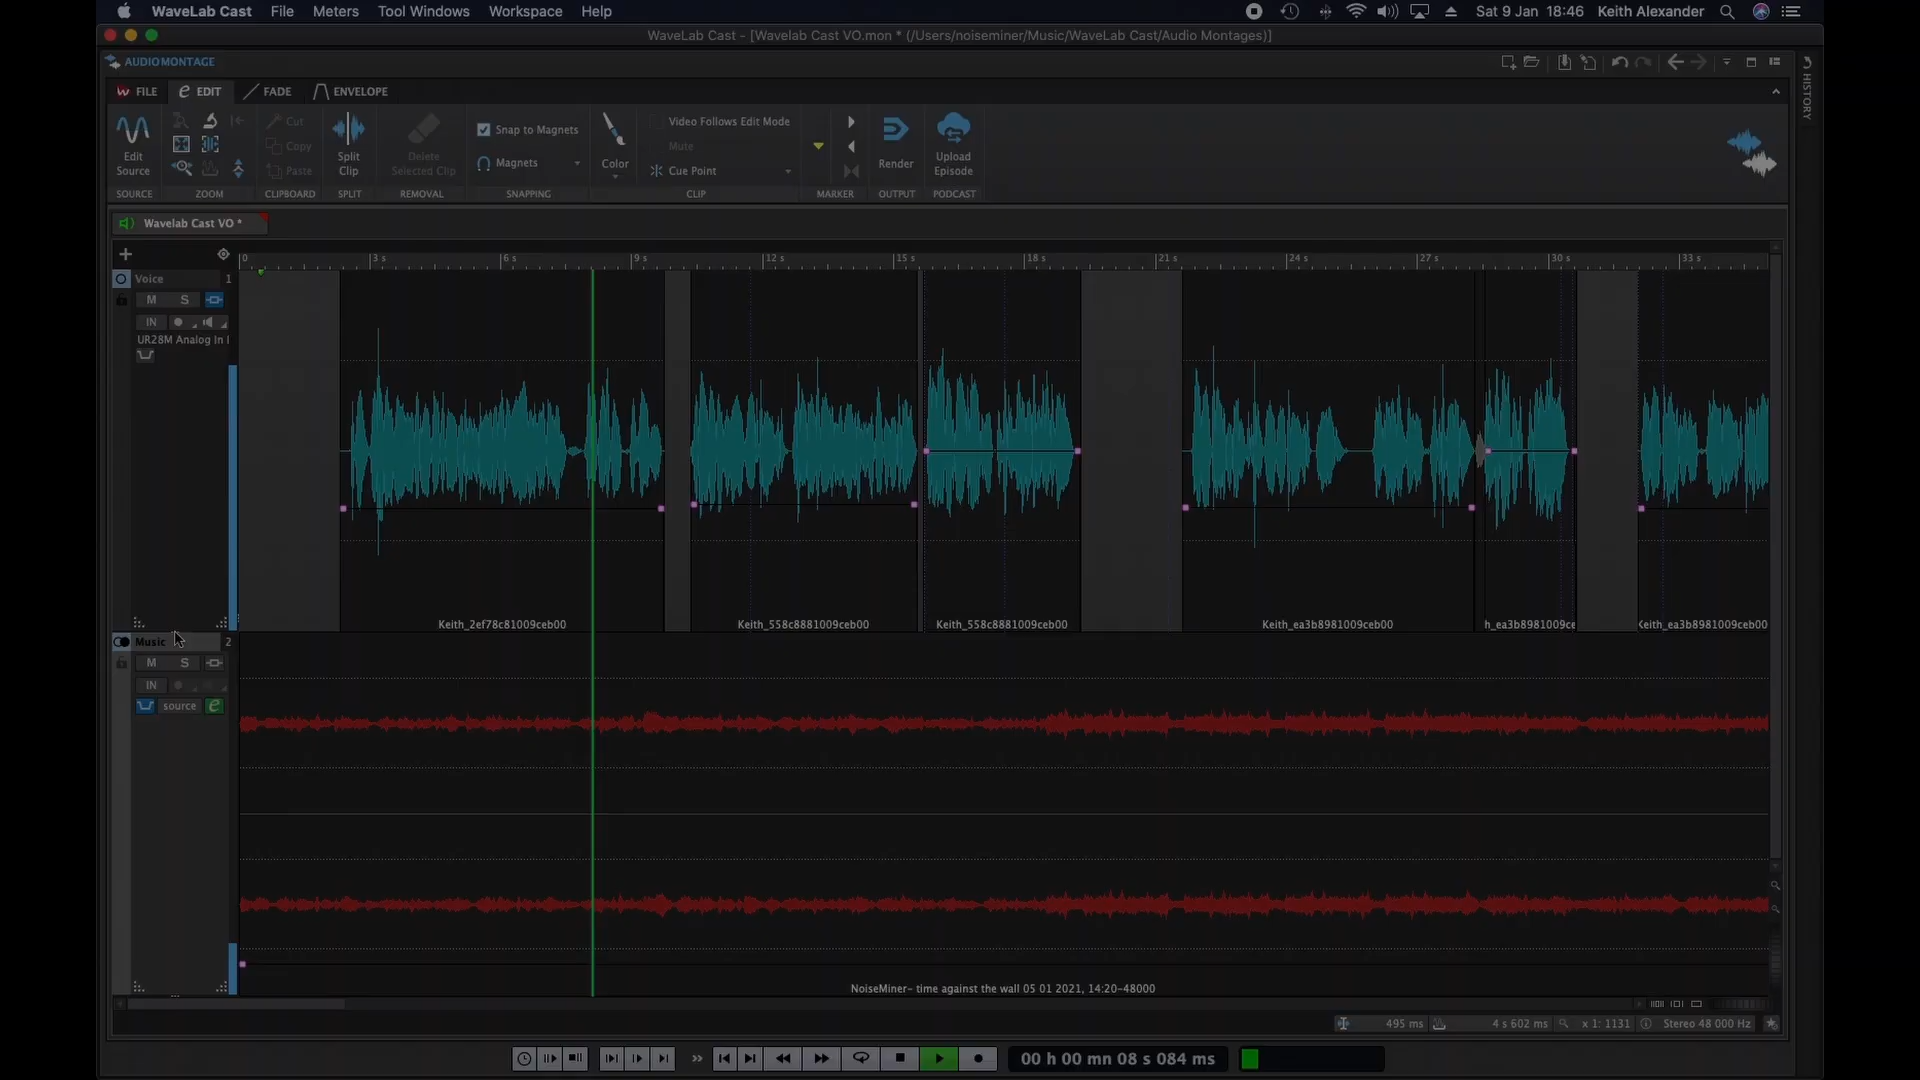 WaveLab Cast File Meters Tool Windows Workspace Help Sat 9 Jan 18:46 Keith Alexander
WaveLab Cast - [Wavelab Cast VO.mon * (/Users/noiseminer/Music/WaveLab Cast/Audio Montages)]
AUDIO MONTAGE
FILE EDIT FADE ENVELOPE
HISTORY
Edit Source
SOURCE
ZOOM
Cut
Copy
Paste
CLIPBOARD
Split Clip
SPLIT
Delete Selected Clip
REMOVAL
Snap to Magnets
Magnets
SNAPPING
Color
Video Follows Edit Mode
Mute
Cue Point
CLIP
MARKER
Render
OUTPUT
Upload Episode
PODCAST
Wavelab Cast VO *
0 3 s 6 s 9 s 12 s 15 s 18 s 21 s 24 s 27 s 30 s 33 s
Voice 1
M S
IN
UR28M Analog In
Keith_2ef78c81009ceb00 Keith_558c8881009ceb00 Keith_558c8881009ceb00 Keith_ea3b8981009ceb00 h_ea3b8981009ce Keith_ea3b8981009ceb00
Music 2
M S
IN
source e
NoiseMiner- time against the wall 05 01 2021, 14:20-48000
495 ms 4 s 602 ms x 1: 1131 Stereo 48 000 Hz
00 h 00 mn 08 s 084 ms